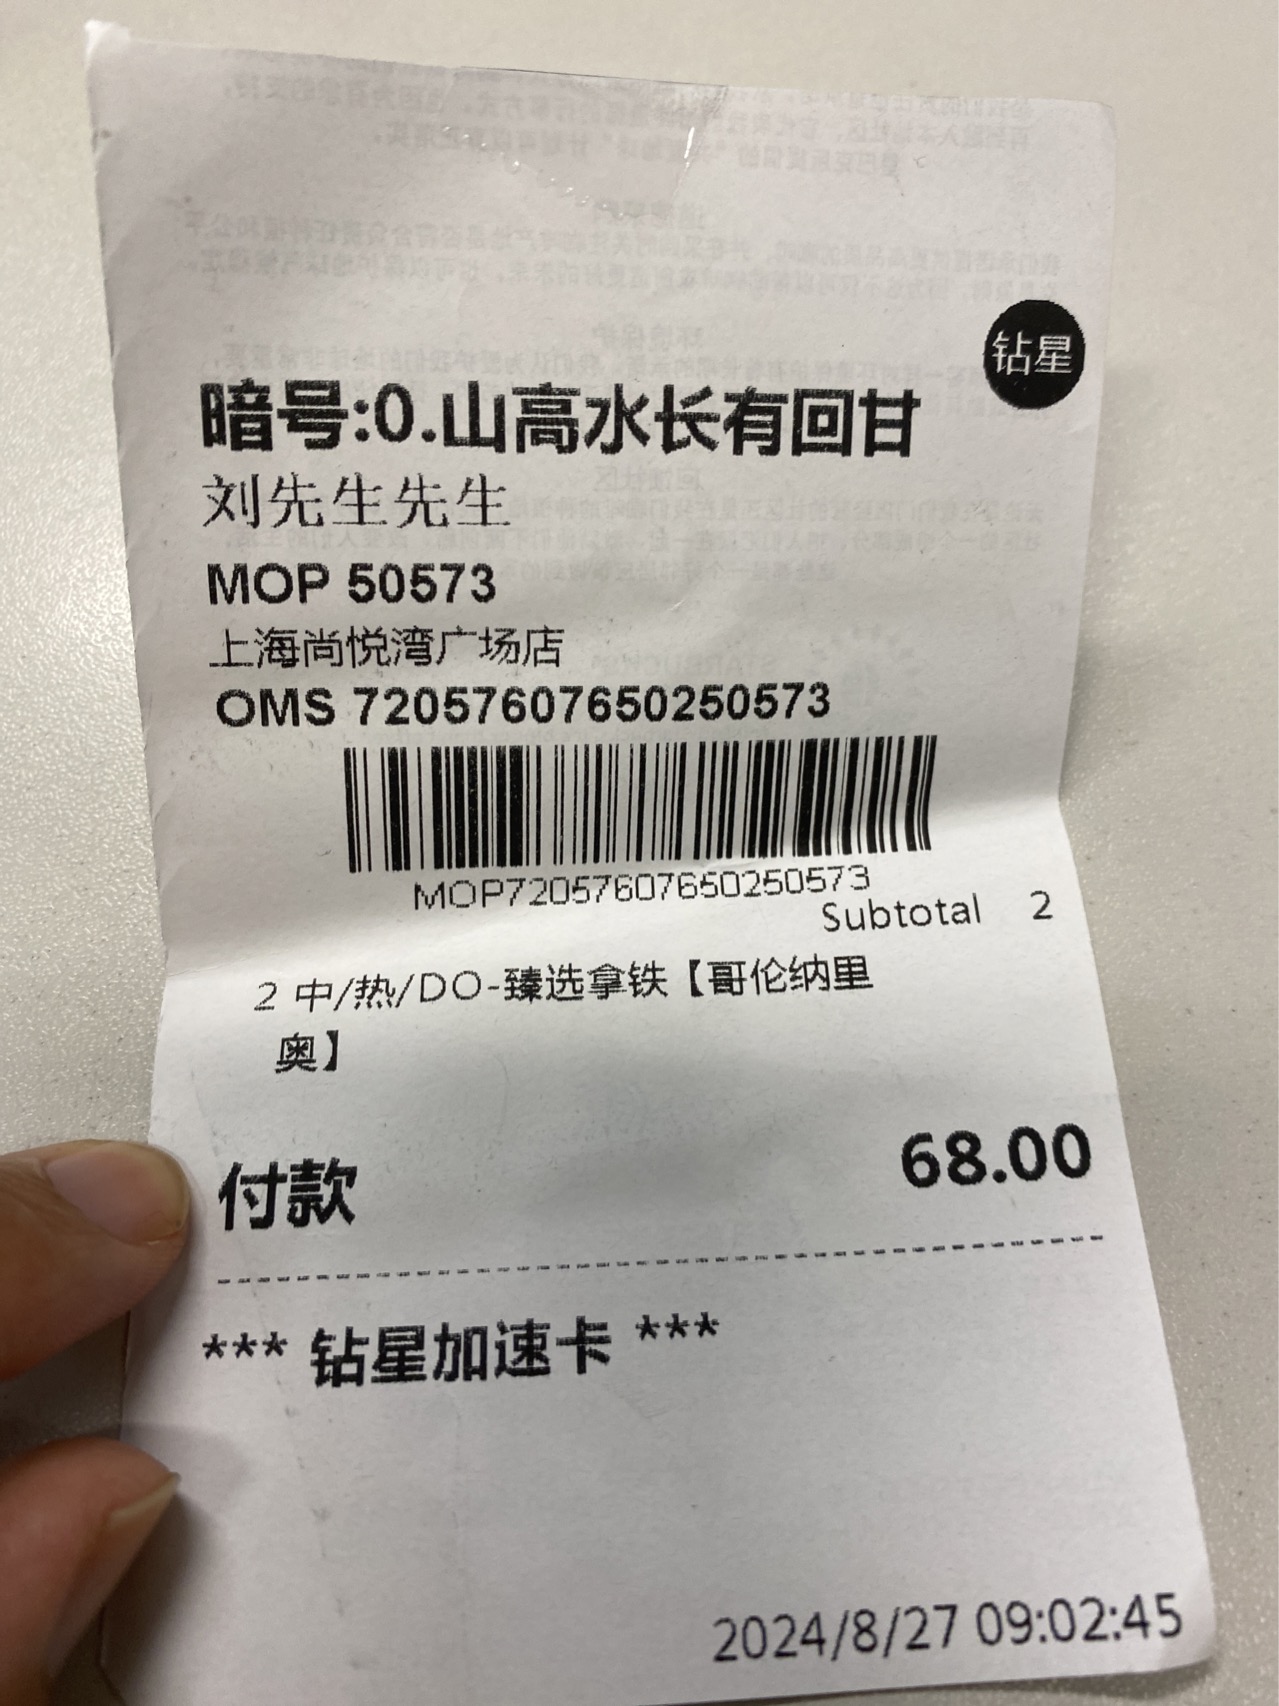 钻星
暗号:0.山高水长有回甘
刘先生先生
MOP 50573
上海尚悦湾广场店
OMS 72057607650250573
MOP72057607650250573
Subtotal 2
2 中/热/DO-臻选拿铁【哥伦纳里
奥】
付款 68.00
--------------------------------
*** 钻星加速卡 ***
2024/8/27 09:02:45